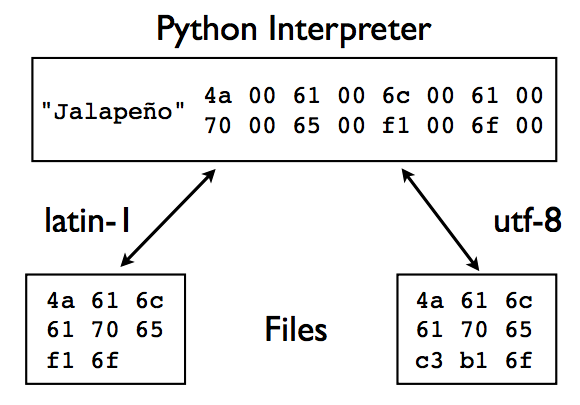 Python Interpreter
"Jalapeño" 4a 00 61 00 6c 00 61 00
70 00 65 00 f1 00 6f 00
latin-1
utf-8
4a 61 6c
61 70 65
f1 6f
Files
4a 61 6c
61 70 65
c3 b1 6f